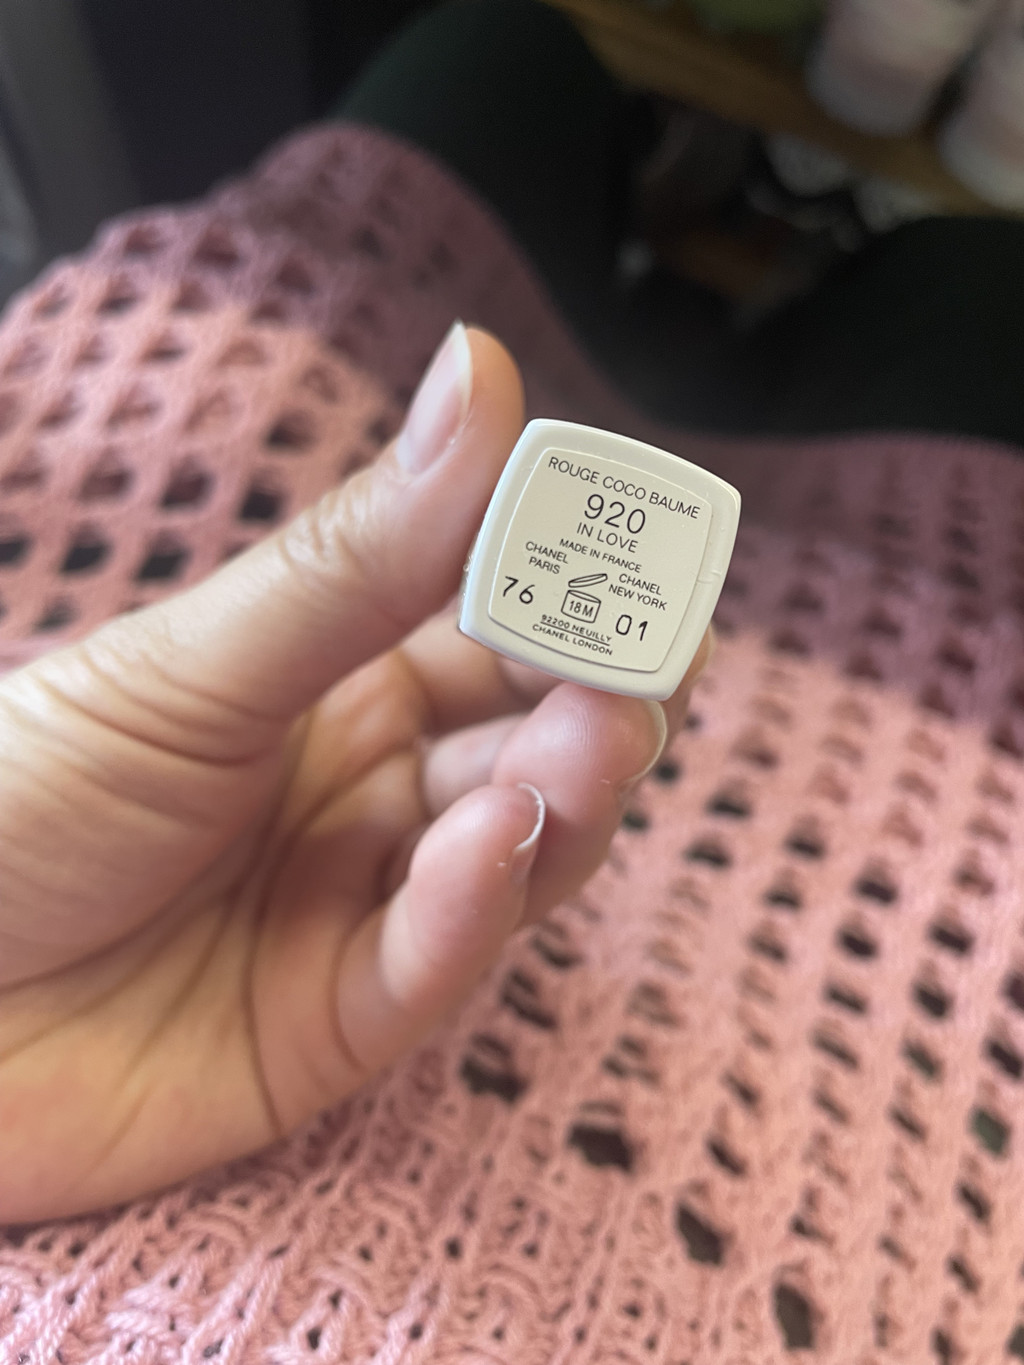 ROUGE COCO BAUME
920
IN LOVE
MADE IN FRANCE
CHANEL
PARIS
CHANEL
NEW YORK
76
18M
01
92200 NEUILLY
CHANEL LONDON